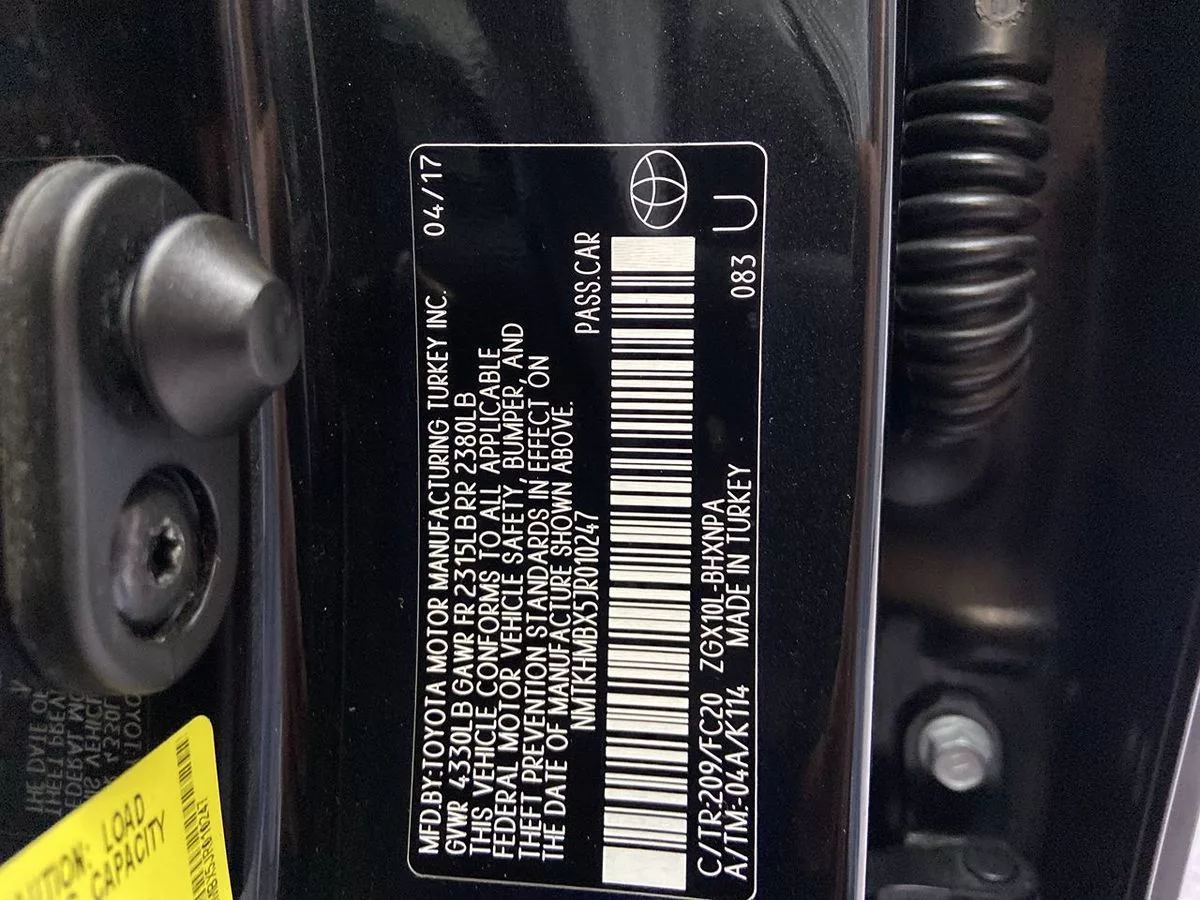 MFD.BY:TOYOTA MOTOR MANUFACTURING TURKEY INC. 04/17
GVWR 4330LB GAWR FR 2315LB RR 2380LB
THIS VEHICLE CONFORMS TO ALL APPLICABLE
FEDERAL MOTOR VEHICLE SAFETY, BUMPER, AND
THEFT PREVENTION STANDARDS IN EFFECT ON
THE DATE OF MANUFACTURE SHOWN ABOVE.
NMTKHMBX5JR010247 PASS.CAR
083 U
C/TR:209/FC20 ZGX10L-BHXNPA
A/TM:-04A/K114 MADE IN TURKEY
LOAD
CAPACITY